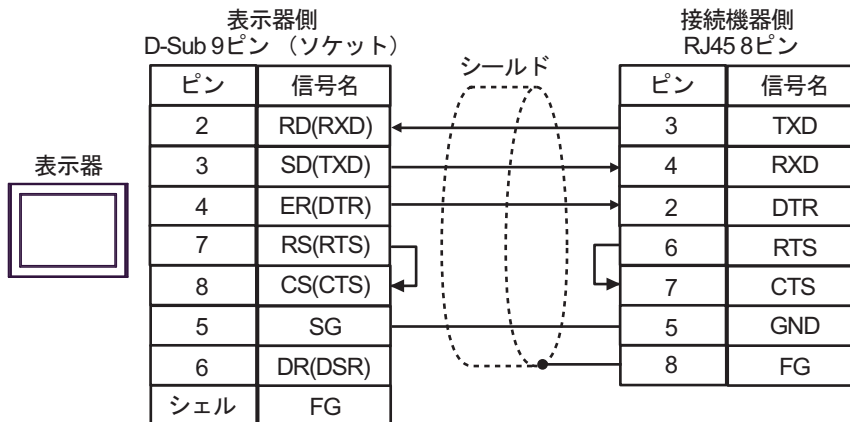 表示器側
D-Sub 9ピン （ソケット）
接続機器側
RJ45 8ピン
シールド
表示器
ピン 信号名 ピン 信号名
2 RD(RXD) 3 TXD
3 SD(TXD) 4 RXD
4 ER(DTR) 2 DTR
7 RS(RTS) 6 RTS
8 CS(CTS) 7 CTS
5 SG 5 GND
6 DR(DSR) 8 FG
シェル FG